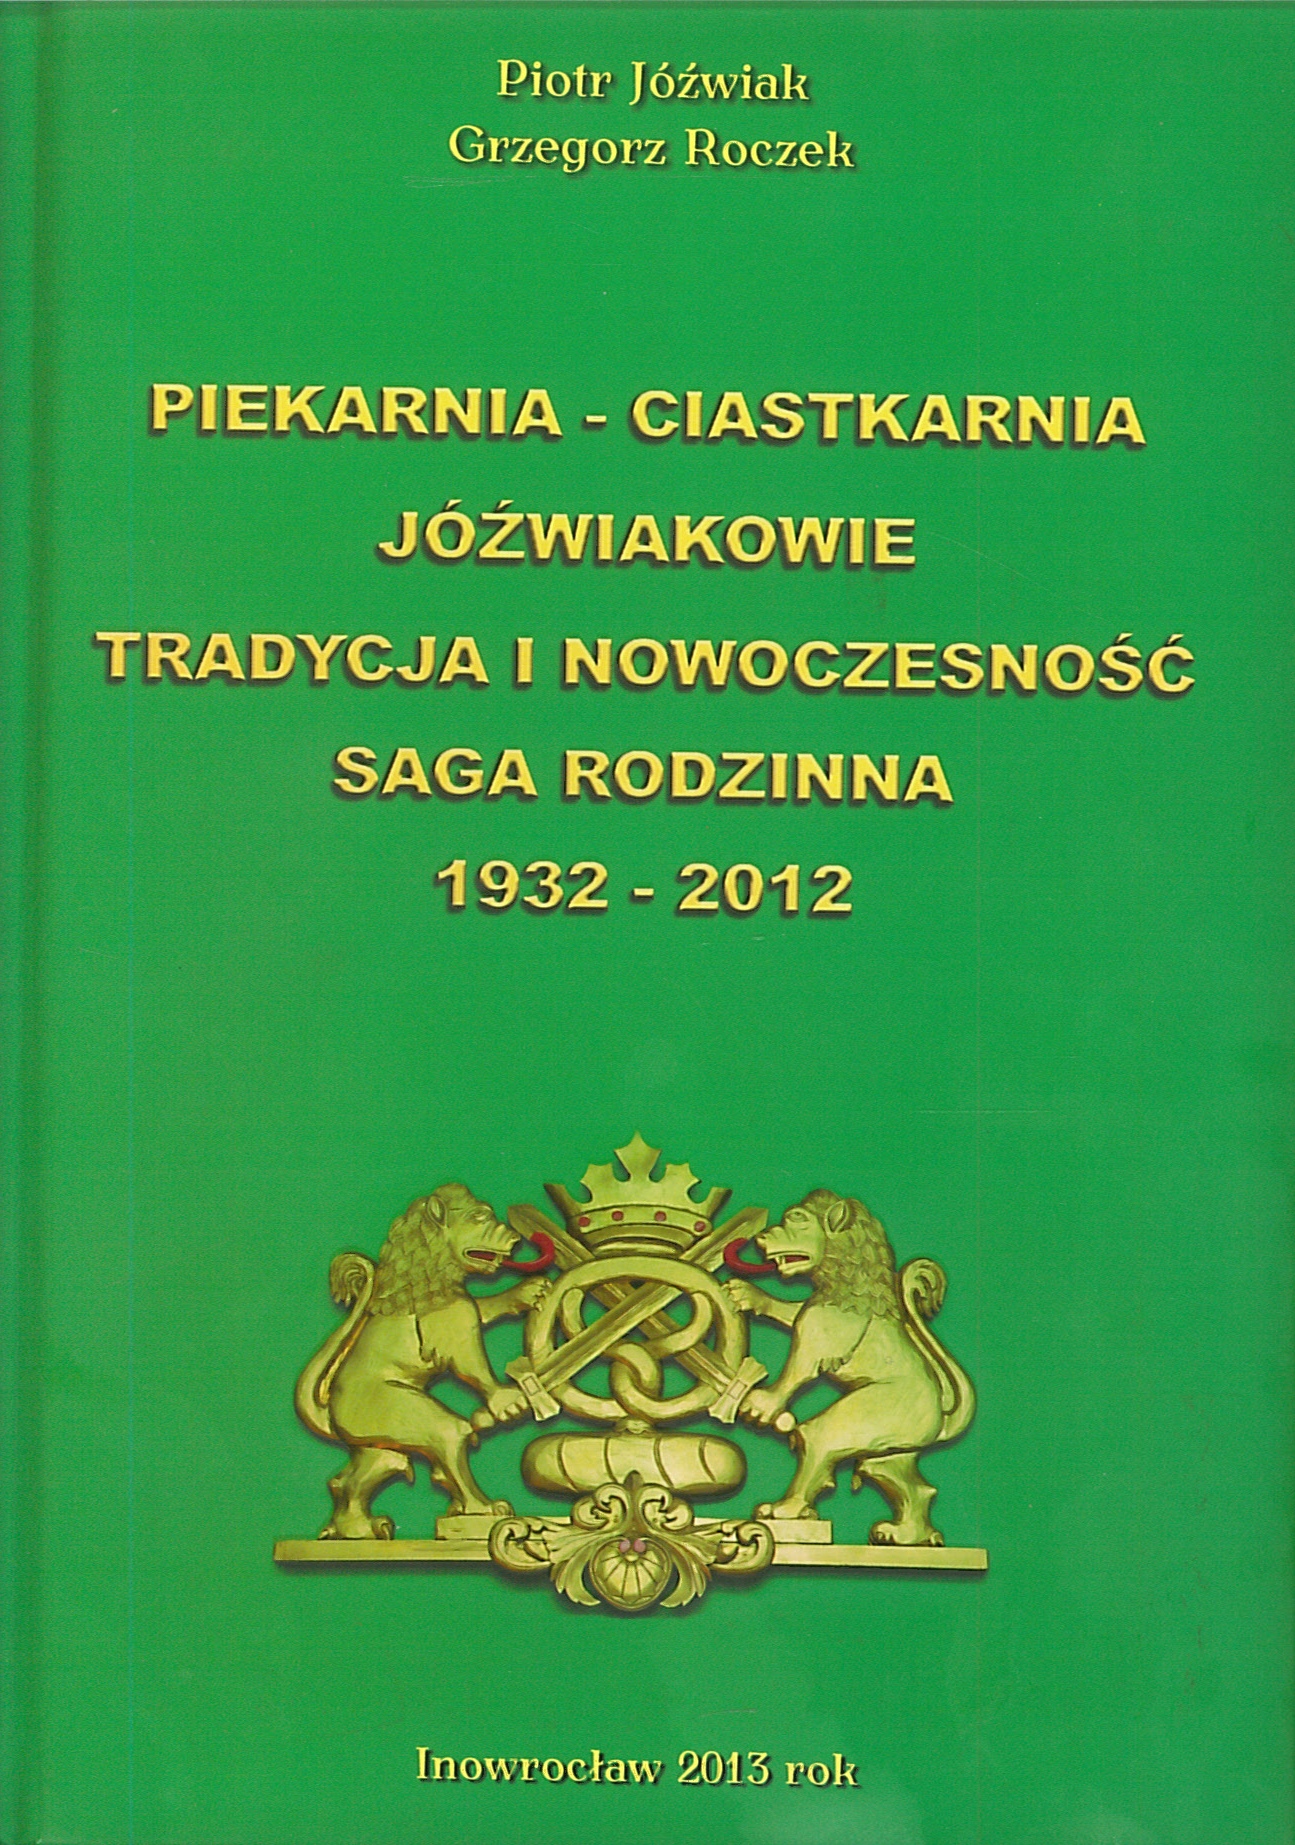 Piotr Jóźwiak
Grzegorz Roczek
PIEKARNIA - CIASTKARNIA
JÓŹWIAKOWIE
TRADYCJA I NOWOCZESNOŚĆ
SAGA RODZINNA
1932 - 2012
Inowrocław 2013 rok